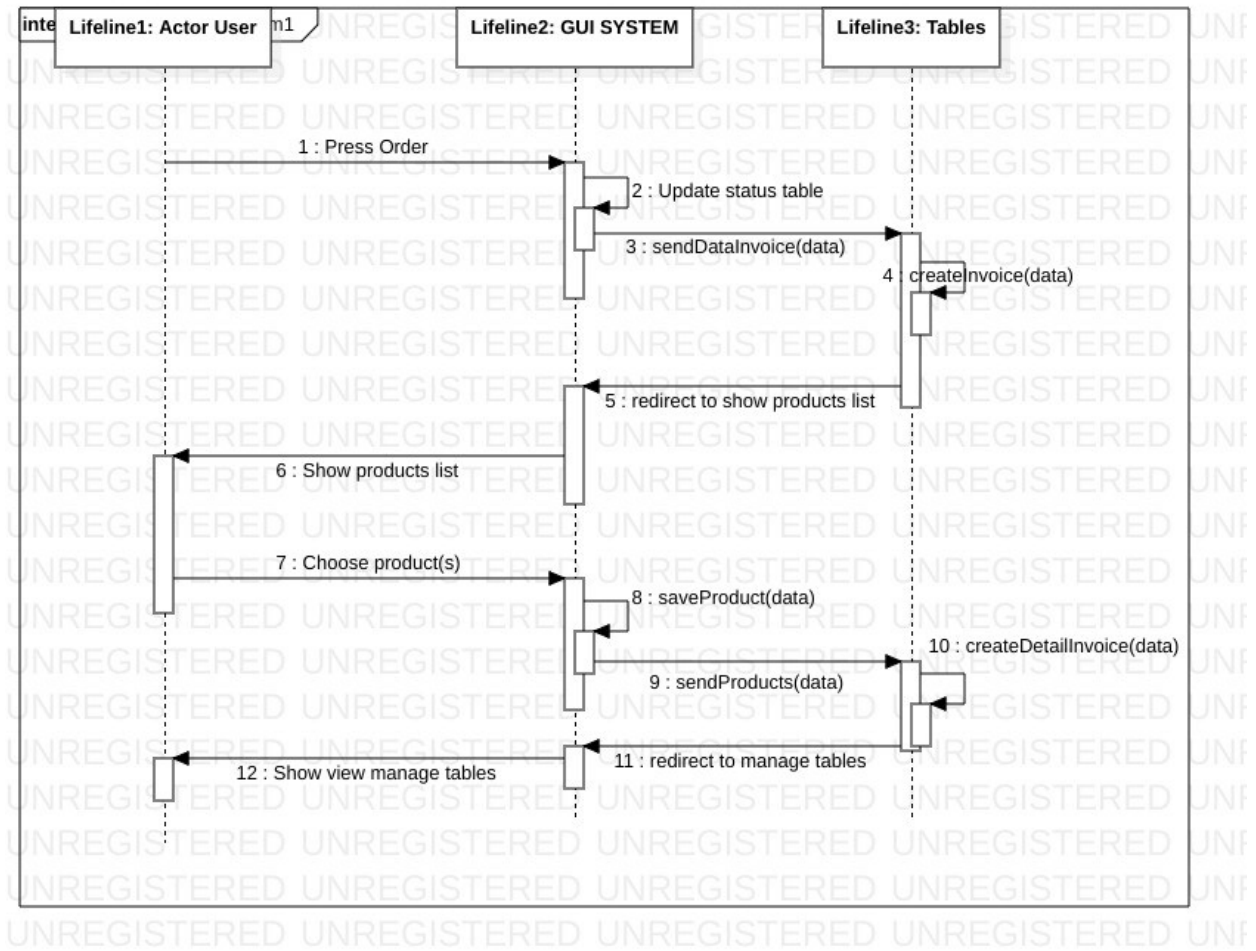 inte
m1
Lifeline1: Actor User
Lifeline2: GUI SYSTEM
Lifeline3: Tables
1 : Press Order
2 : Update status table
3 : sendDataInvoice(data)
4 : createInvoice(data)
5 : redirect to show products list
6 : Show products list
7 : Choose product(s)
8 : saveProduct(data)
10 : createDetailInvoice(data)
9 : sendProducts(data)
11 : redirect to manage tables
12 : Show view manage tables
UNREGISTERED